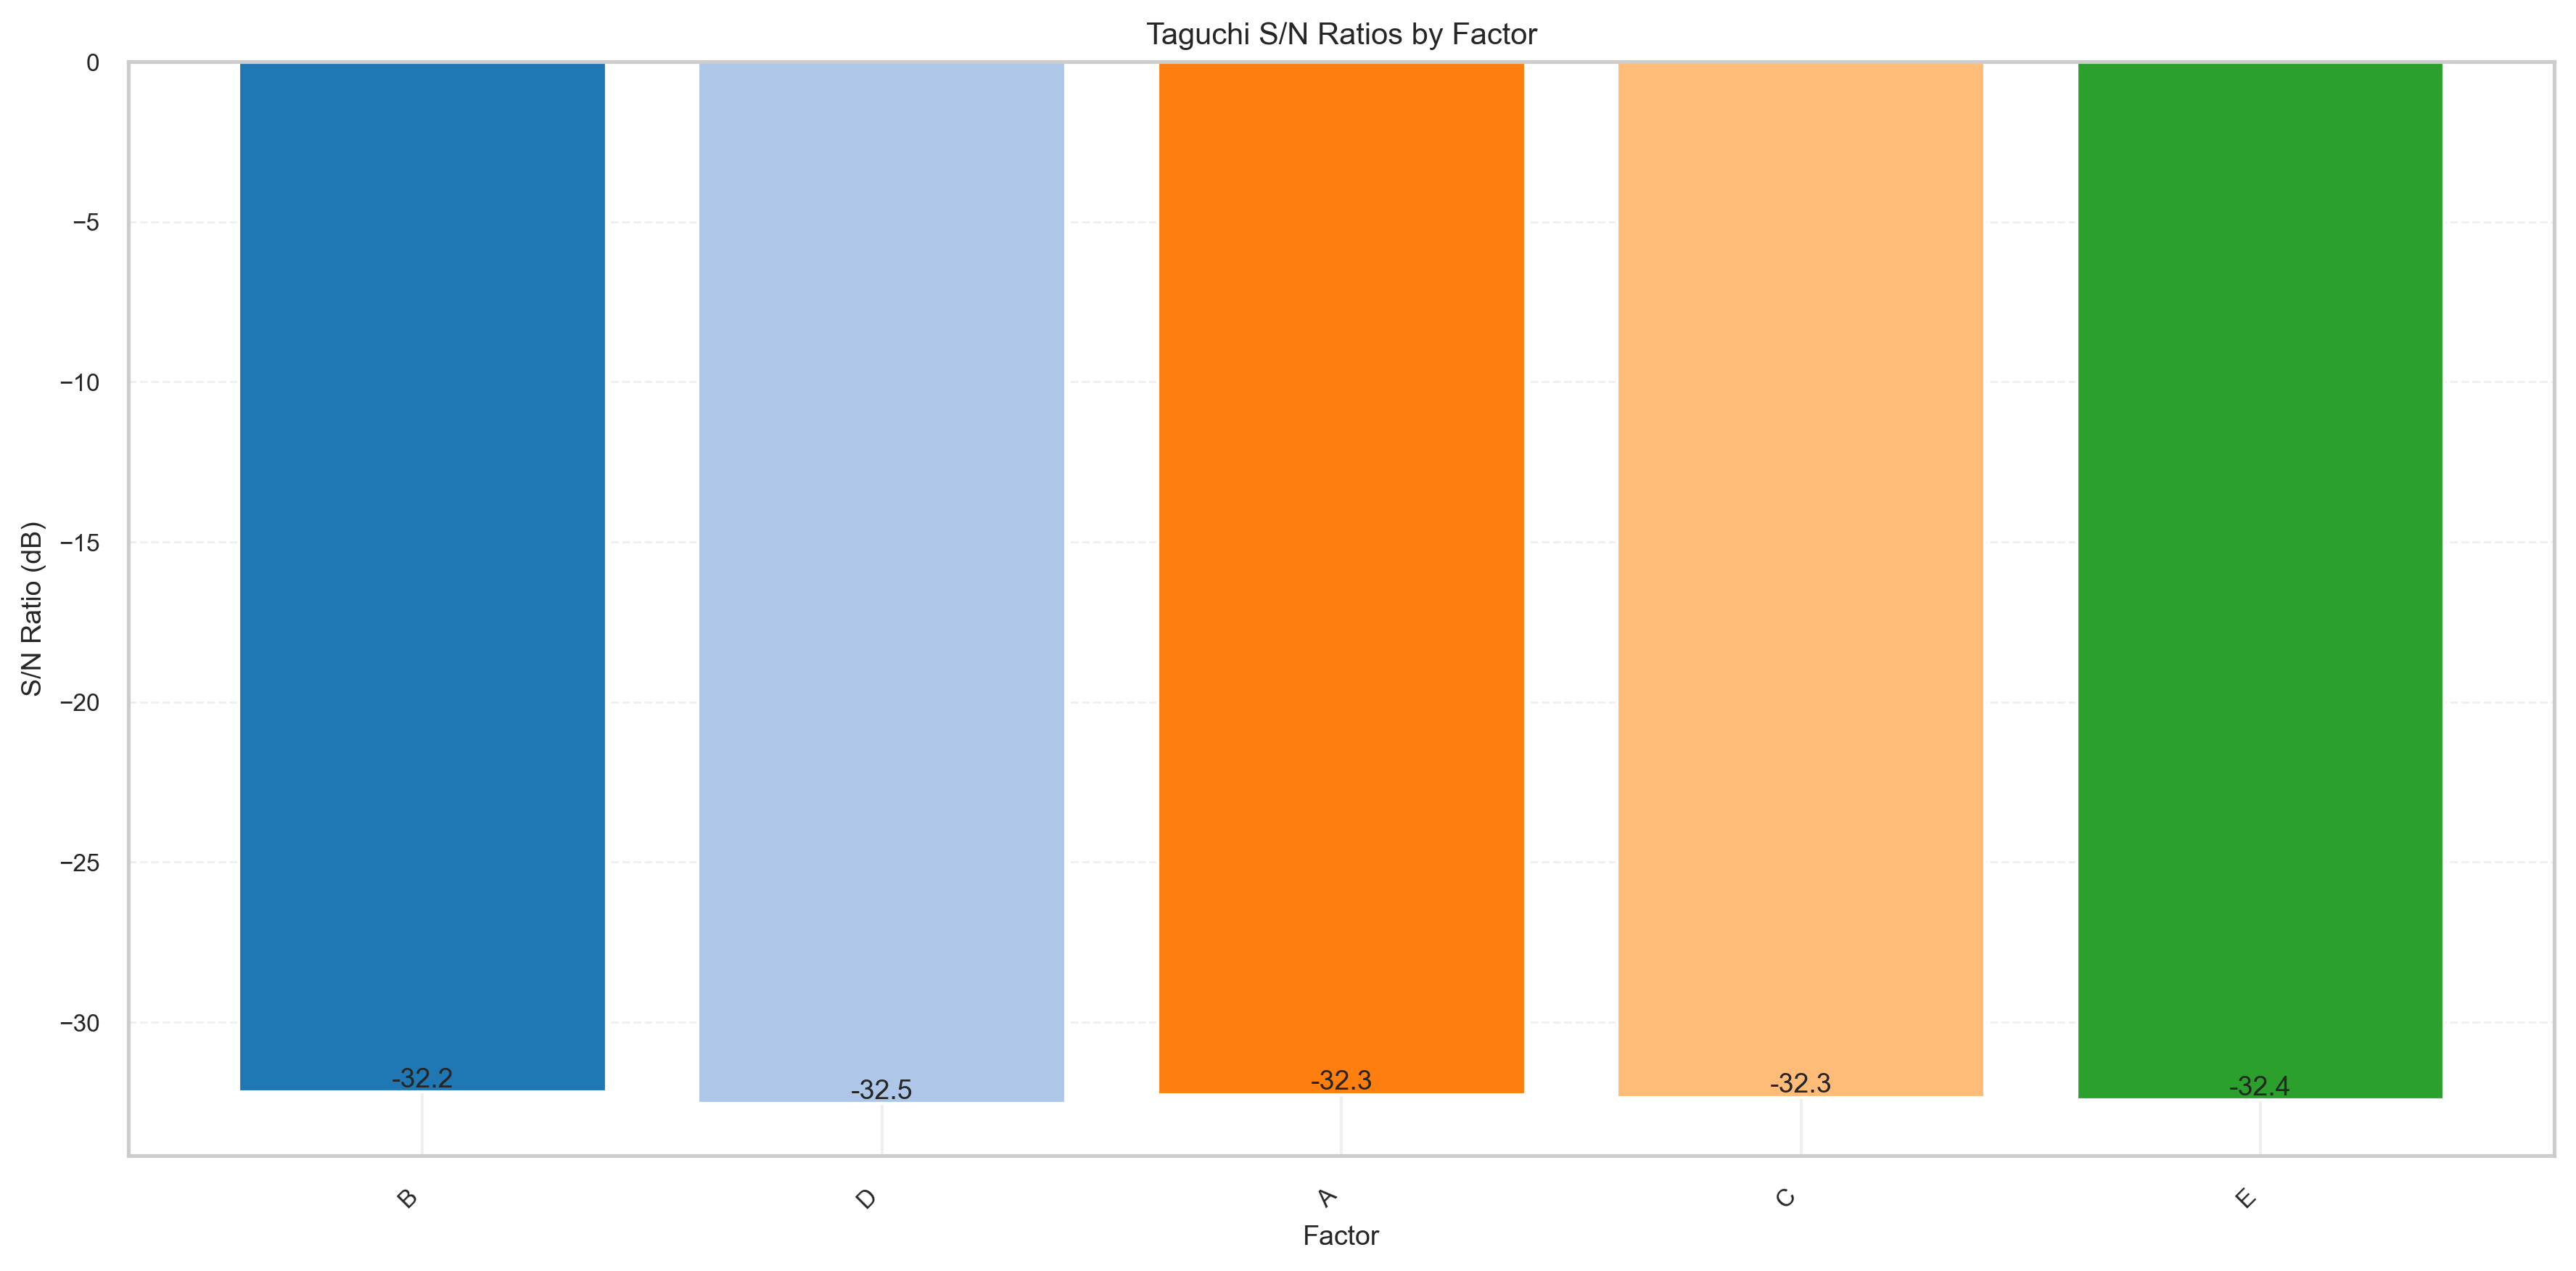 Taguchi S/N Ratios by Factor
0
−5
−10
−15
−20
−25
−30
S/N Ratio (dB)
-32.2
-32.5
-32.3
-32.3
-32.4
B
D
A
C
E
Factor